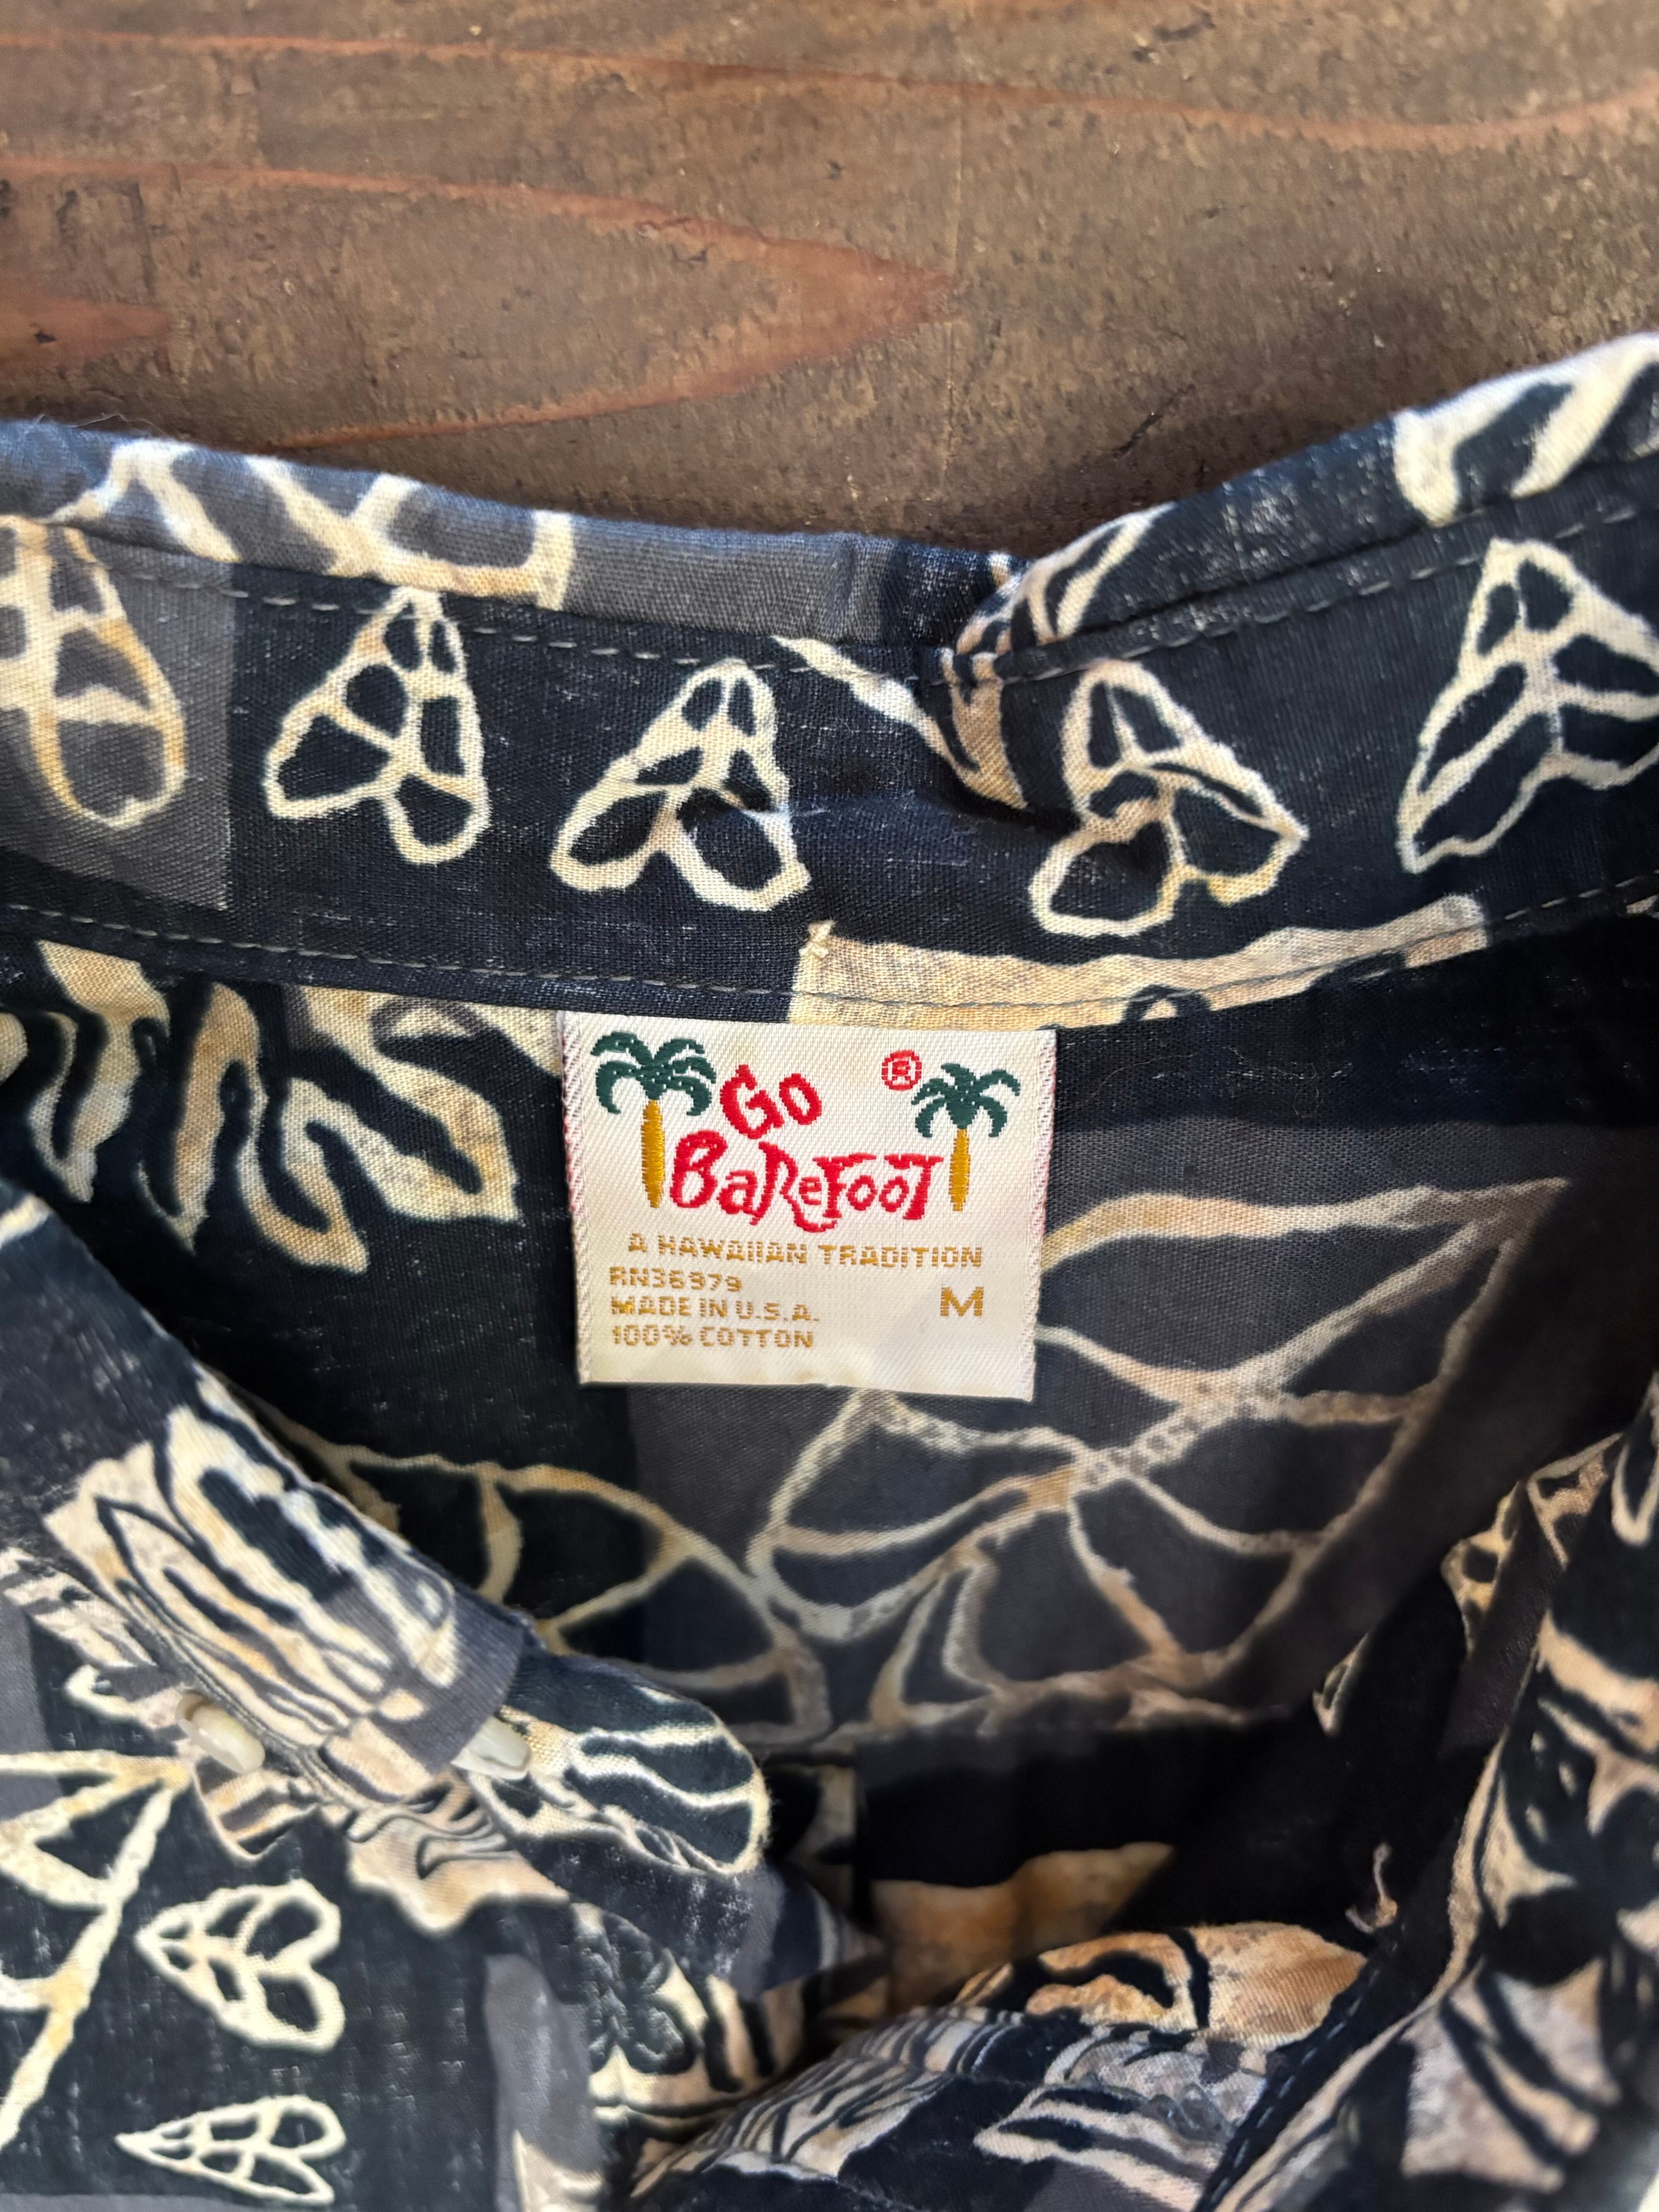 Go ®
BaReFooT
A HAWAIIAN TRADITION
RN36979
MADE IN U.S.A. M
100% COTTON